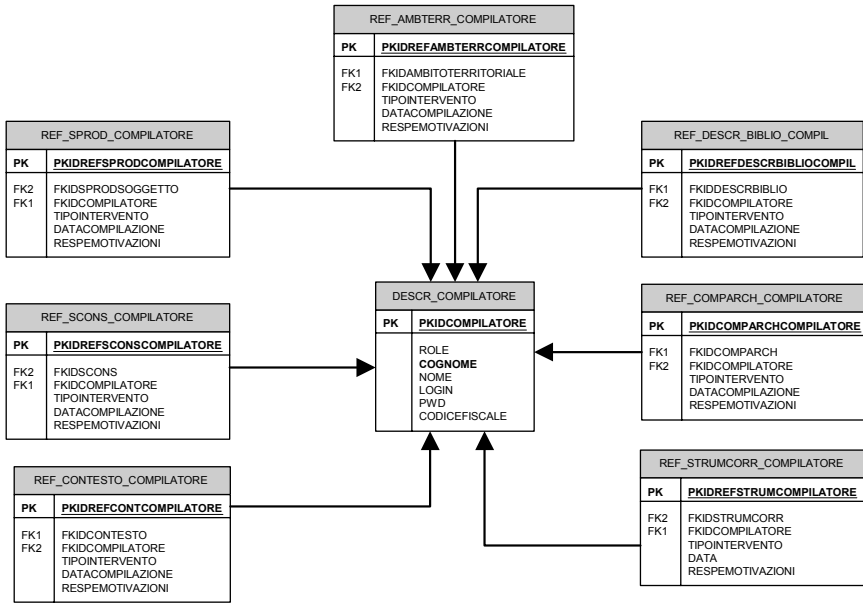 REF_AMBTERR_COMPILATORE
PK PKIDREFAMBTERRCOMPILATORE
FK1 FKIDAMBITOTERRITORIALE
FK2 FKIDCOMPILATORE
TIPOINTERVENTO
DATACOMPILAZIONE
RESPEMOTIVAZIONI
REF_SPROD_COMPILATORE
PK PKIDREFSPRODCOMPILATORE
FK2 FKIDSPRODSOGGETTO
FK1 FKIDCOMPILATORE
TIPOINTERVENTO
DATACOMPILAZIONE
RESPEMOTIVAZIONI
REF_DESCR_BIBLIO_COMPIL
PK PKIDREFDESCRBIBLIOCOMPIL
FK1 FKIDDESCRBIBLIO
FK2 FKIDCOMPILATORE
TIPOINTERVENTO
DATACOMPILAZIONE
RESPEMOTIVAZIONI
REF_SCONS_COMPILATORE
PK PKIDREFSCONSCOMPILATORE
FK2 FKIDSCONS
FK1 FKIDCOMPILATORE
TIPOINTERVENTO
DATACOMPILAZIONE
RESPEMOTIVAZIONI
DESCR_COMPILATORE
PK PKIDCOMPILATORE
ROLE
COGNOME
NOME
LOGIN
PWD
CODICEFISCALE
REF_COMPARCH_COMPILATORE
PK PKIDCOMPARCHCOMPILATORE
FK1 FKIDCOMPARCH
FK2 FKIDCOMPILATORE
TIPOINTERVENTO
DATACOMPILAZIONE
RESPEMOTIVAZIONI
REF_CONTESTO_COMPILATORE
PK PKIDREFCONTCOMPILATORE
FK1 FKIDCONTESTO
FK2 FKIDCOMPILATORE
TIPOINTERVENTO
DATACOMPILAZIONE
RESPEMOTIVAZIONI
REF_STRUMCORR_COMPILATORE
PK PKIDREFSTRUMCOMPILATORE
FK2 FKIDSTRUMCORR
FK1 FKIDCOMPILATORE
TIPOINTERVENTO
DATA
RESPEMOTIVAZIONI